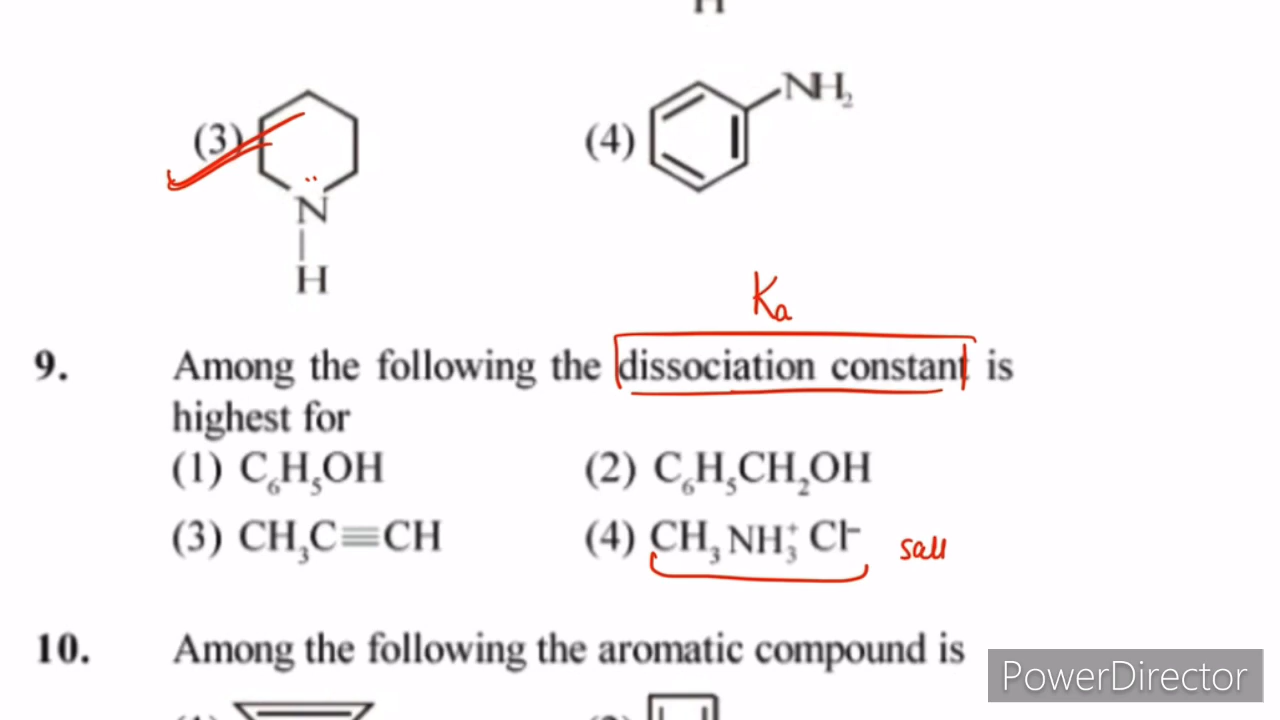 H
(3)
N
H
(4)
NH₂
Kₐ
9. Among the following the dissociation constant is
highest for
(1) C₆H₅OH (2) C₆H₅CH₂OH
(3) CH₃C≡CH (4) CH₃NH₃⁺Cl⁻
10. Among the following the aromatic compound is
PowerDirector